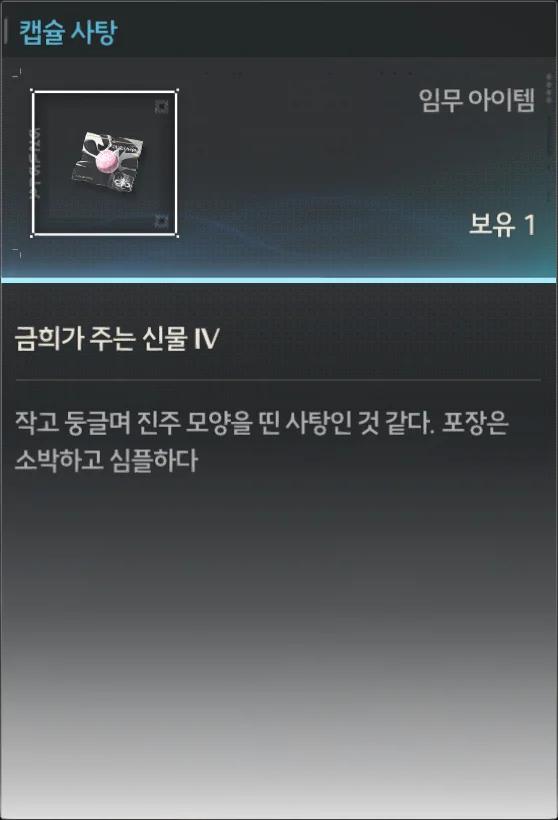 캡슐 사탕
임무 아이템
보유 1
금희가 주는 신물 IV
작고 둥글며 진주 모양을 띤 사탕인 것 같다. 포장은
소박하고 심플하다